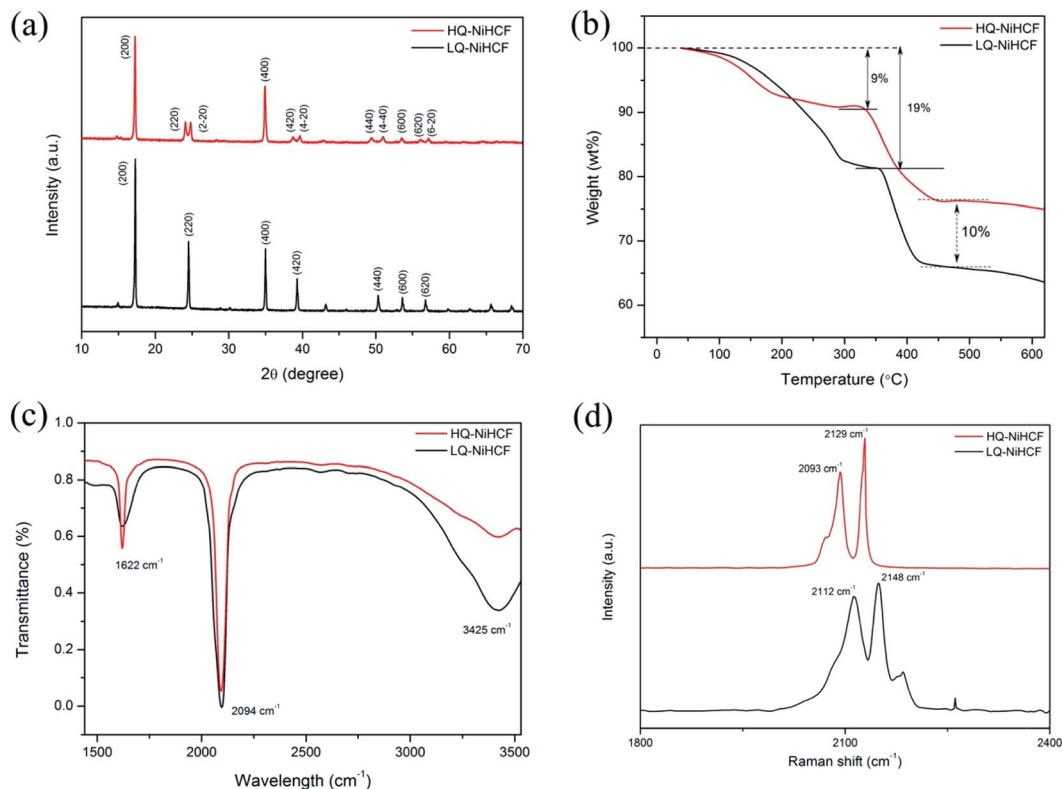 (a)
HQ-NiHCF
LQ-NiHCF
(200)
(220)
(2-20)
(400)
(420)
(4-20)
(440)
(4-40)
(600)
(620)
(6-20)
(200)
(220)
(400)
(420)
(440)
(600)
(620)
Intensity (a.u.)
10 20 30 40 50 60 70
2θ (degree)
(b)
HQ-NiHCF
LQ-NiHCF
100
90
80
70
65
60
9%
19%
10%
Weight (wt%)
0 100 200 300 400 500 600
Temperature (°C)
(c)
HQ-NiHCF
LQ-NiHCF
1.0
0.8
0.6
0.4
0.2
0.0
1622 cm⁻¹
2094 cm⁻¹
3425 cm⁻¹
Transmittance (%)
1500 2000 2500 3000 3500
Wavelength (cm⁻¹)
(d)
HQ-NiHCF
LQ-NiHCF
2129 cm⁻¹
2093 cm⁻¹
2148 cm⁻¹
2112 cm⁻¹
Intensity (a.u.)
1800 2100 2400
Raman shift (cm⁻¹)